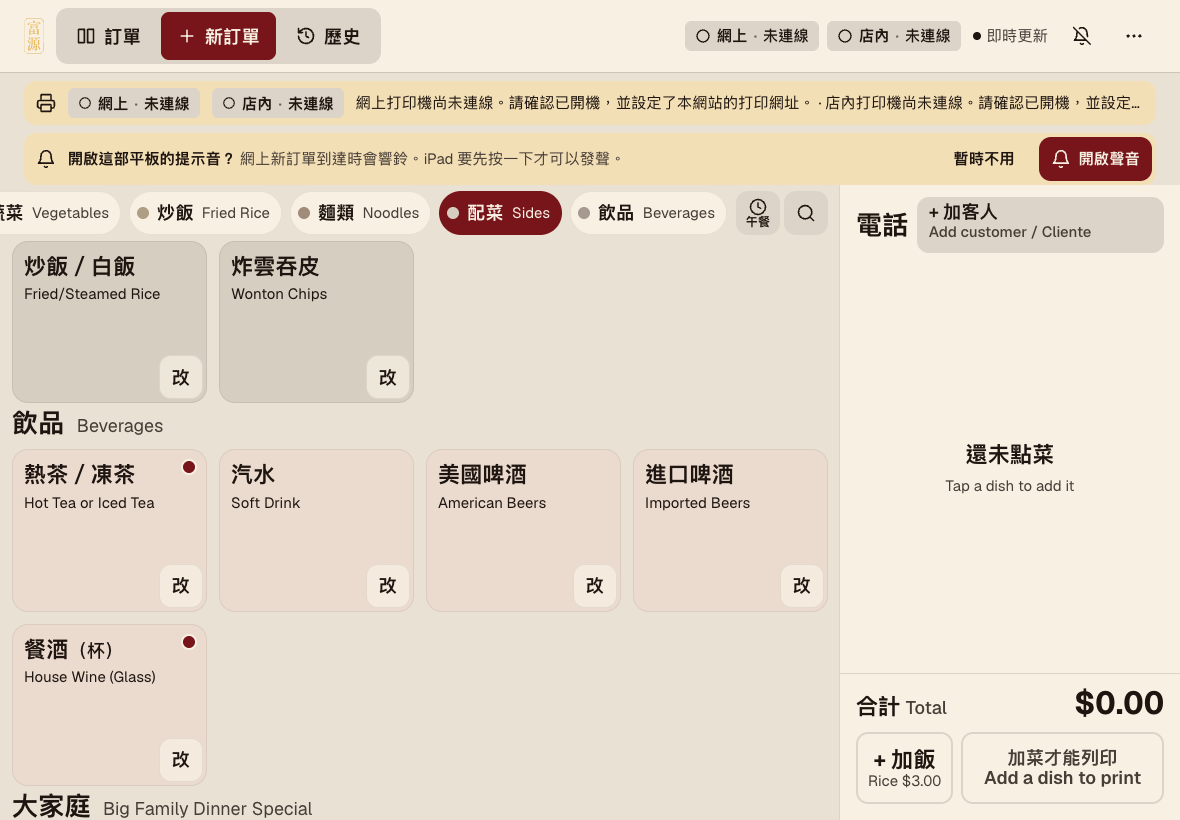 富源
訂單
新訂單
歷史
網上 · 未連線
店內 · 未連線
即時更新
網上 · 未連線
店內 · 未連線
網上打印機尚未連線。請確認已開機，並設定了本網站的打印網址。 · 店內打印機尚未連線。請確認已開機，並設定…
開啟這部平板的提示音？ 網上新訂單到達時會響鈴。iPad 要先按一下才可以發聲。
暫時不用
開啟聲音
蔬菜 Vegetables
炒飯 Fried Rice
麵類 Noodles
配菜 Sides
飲品 Beverages
午餐
炒飯 / 白飯
Fried/Steamed Rice
改
炸雲吞皮
Wonton Chips
改
飲品 Beverages
熱茶 / 凍茶
Hot Tea or Iced Tea
改
汽水
Soft Drink
改
美國啤酒
American Beers
改
進口啤酒
Imported Beers
改
餐酒（杯）
House Wine (Glass)
改
大家庭 Big Family Dinner Special
電話
+ 加客人
Add customer / Cliente
還未點菜
Tap a dish to add it
合計 Total
$0.00
+ 加飯
Rice $3.00
加菜才能列印
Add a dish to print